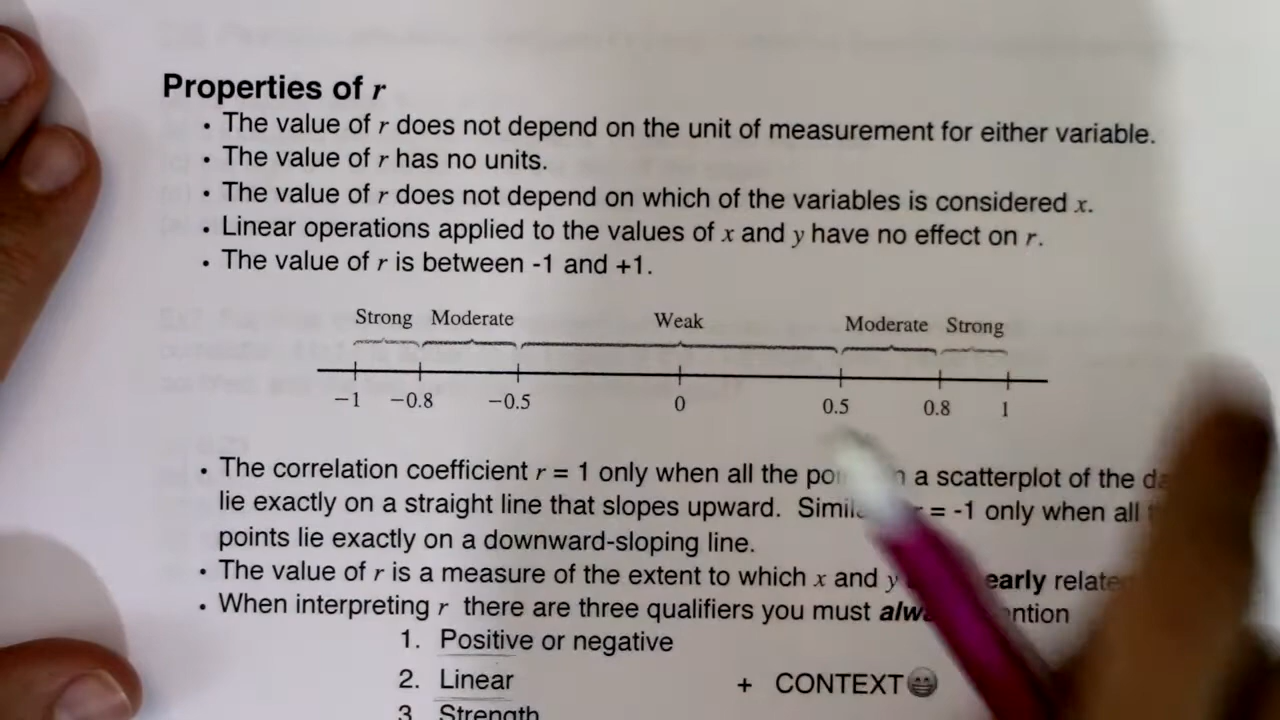 Properties of r
• The value of r does not depend on the unit of measurement for either variable.
• The value of r has no units.
• The value of r does not depend on which of the variables is considered x.
• Linear operations applied to the values of x and y have no effect on r.
• The value of r is between -1 and +1.
Strong Moderate Weak Moderate Strong
−1 −0.8 −0.5 0 0.5 0.8 1
• The correlation coefficient r = 1 only when all the a scatterplot of the
lie exactly on a straight line that slopes upward. = -1 only when all
points lie exactly on a downward-sloping line.
• The value of r is a measure of the extent to which x and y
• When interpreting r there are three qualifiers you must
1. Positive or negative
2. Linear + CONTEXT😁
3. Strength